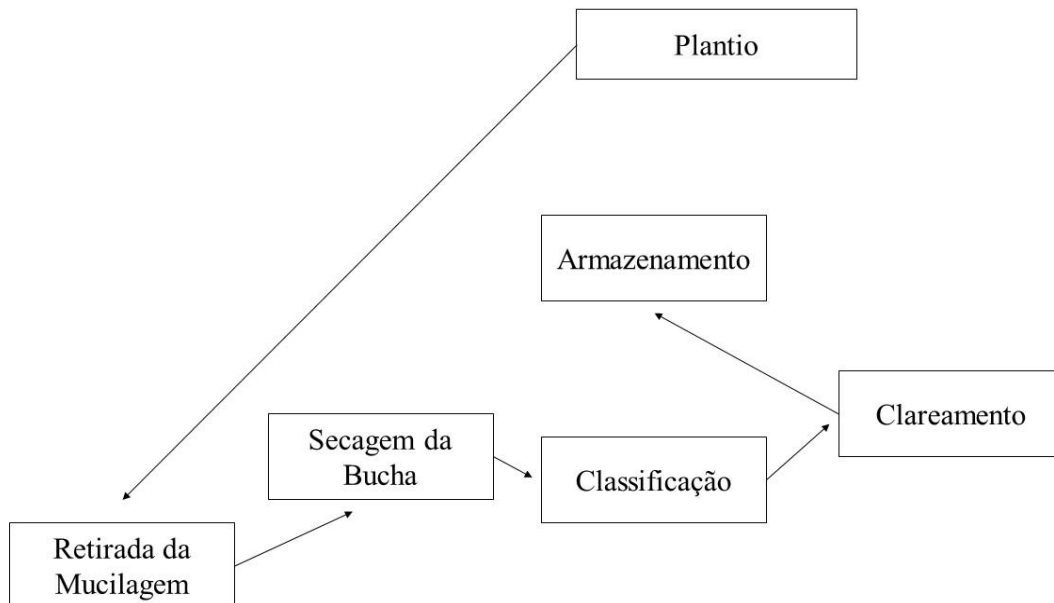 Plantio
Armazenamento
Clareamento
Secagem da
Bucha
Classificação
Retirada da
Mucilagem